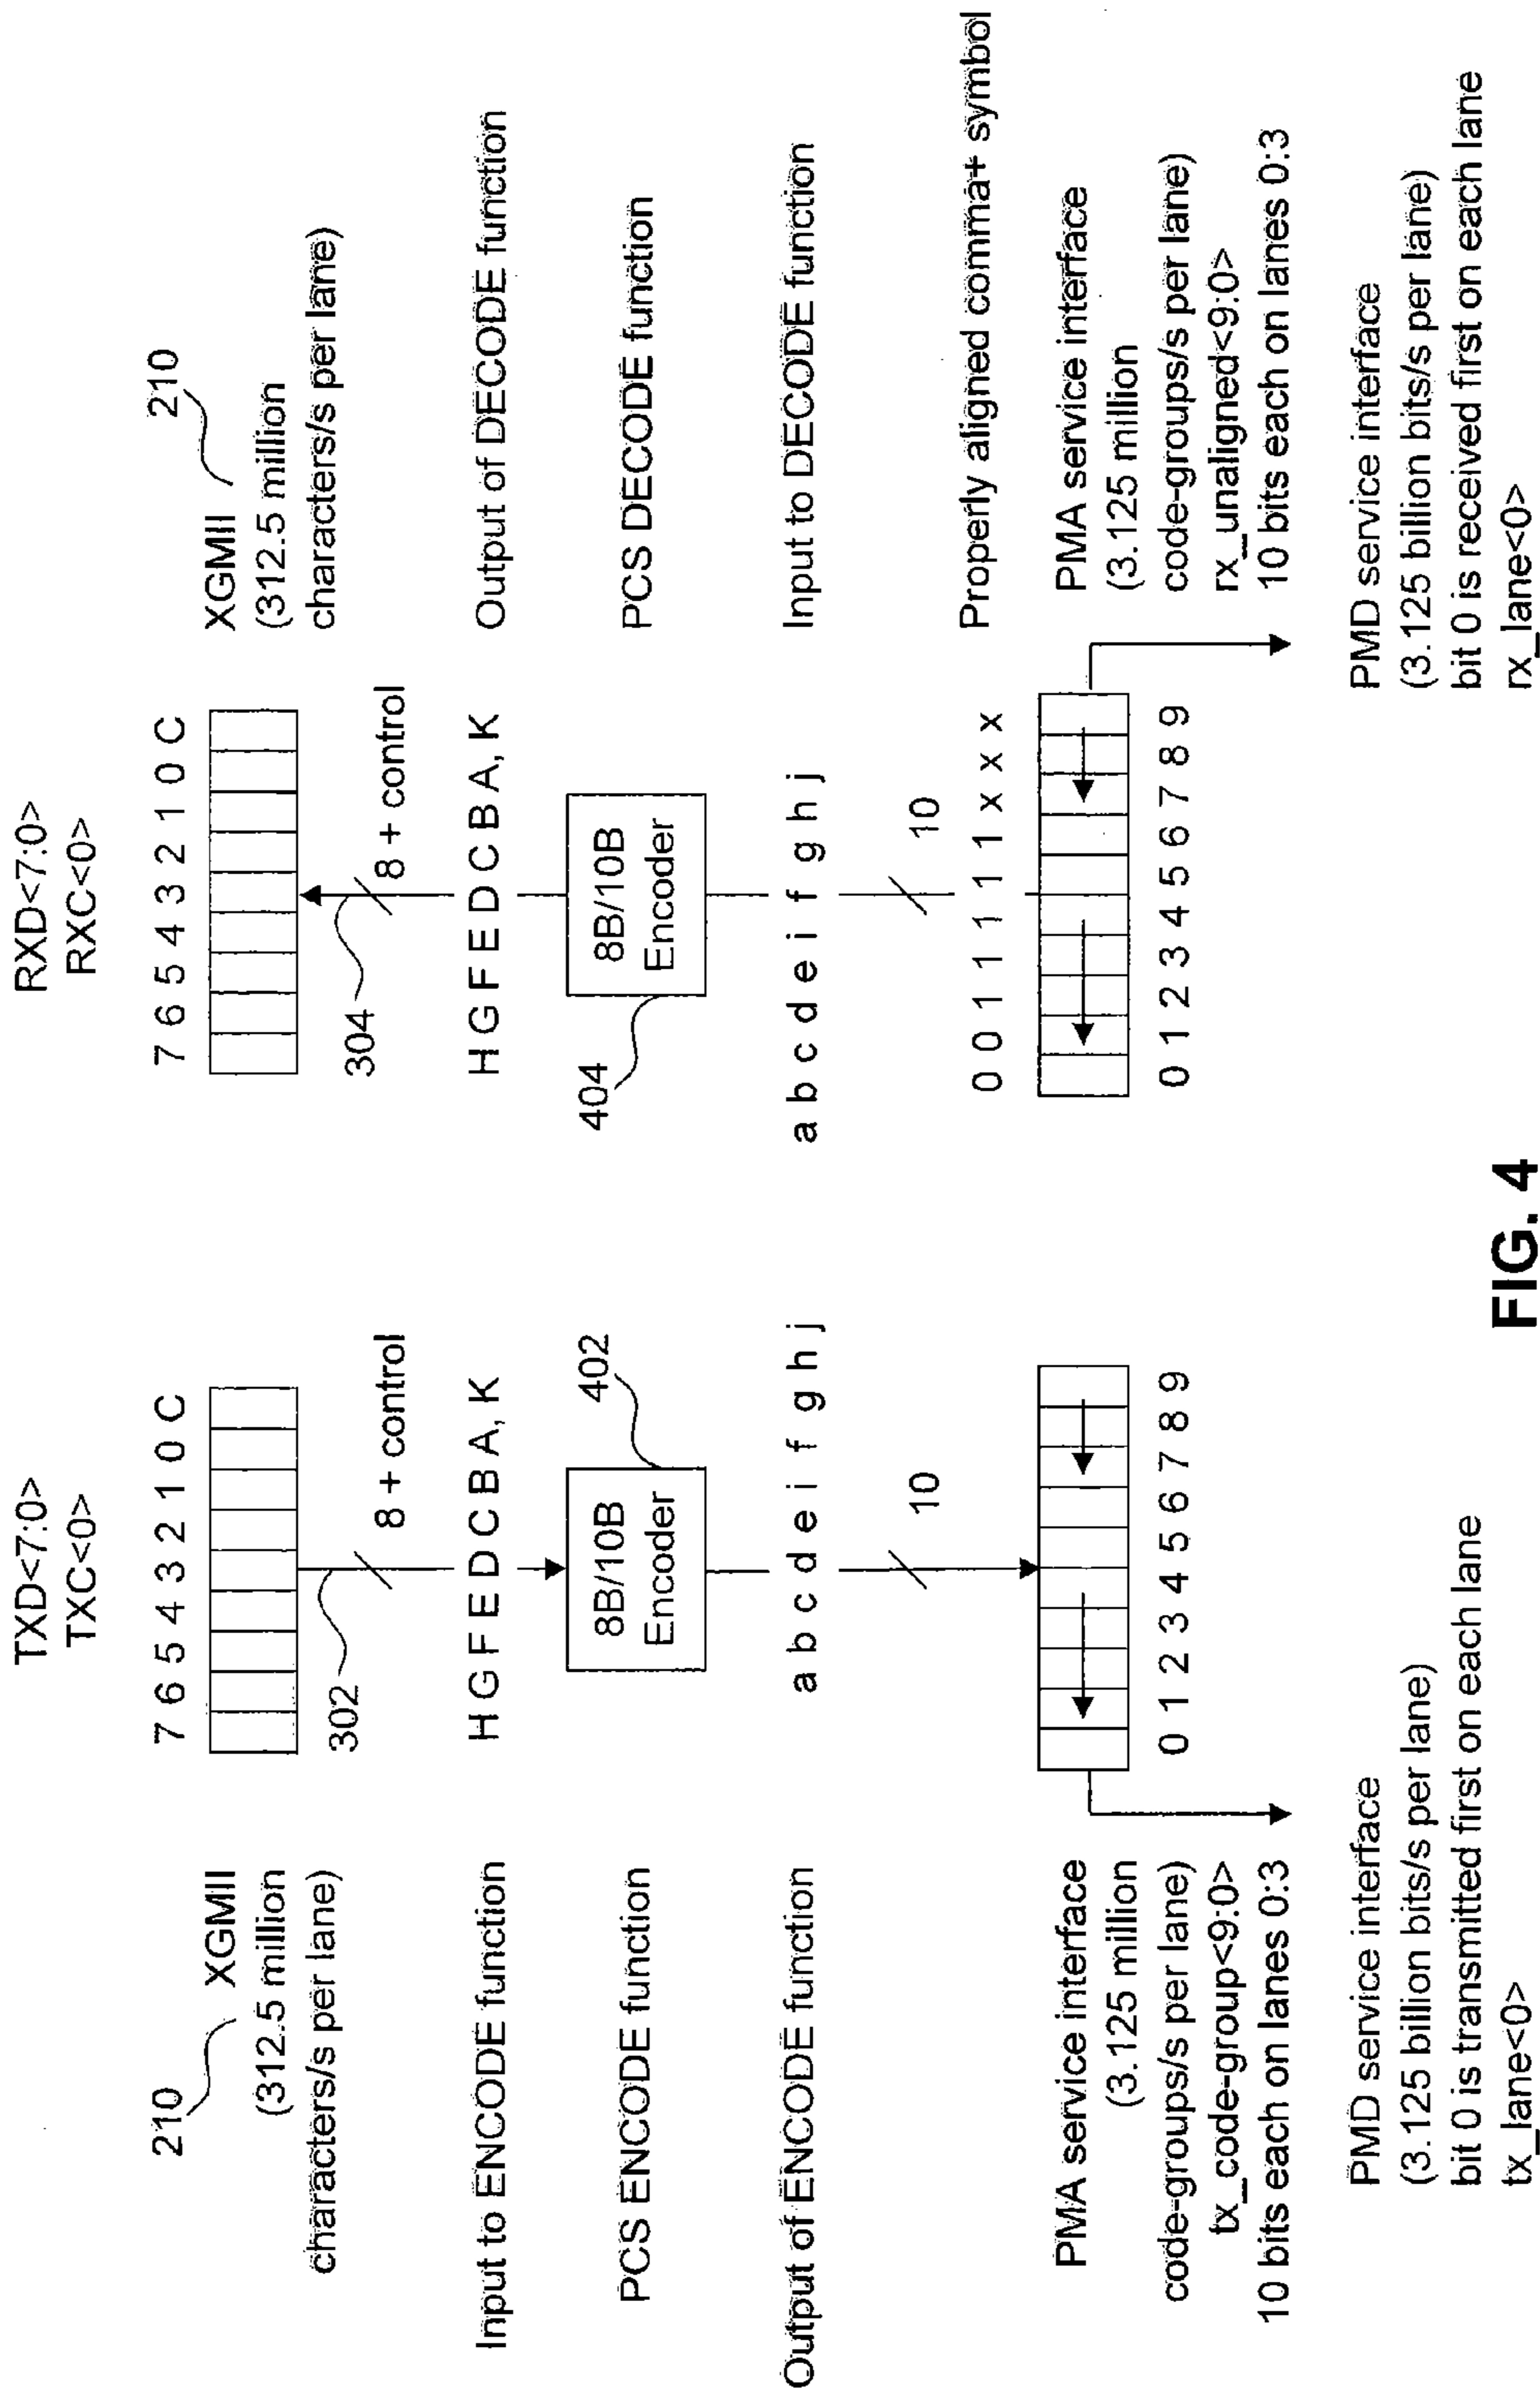 TXD<7:0>
TXC<0>
7 6 5 4 3 2 1 0 C
210
XGMII
(312.5 million
characters/s per lane)
302
8 + control
Input to ENCODE function
H G F E D C B A, K
PCS ENCODE function
8B/10B
Encoder
402
Output of ENCODE function
a b c d e i f g h j
10
PMA service interface
(3.125 million
code-groups/s per lane)
tx_code-group<9:0>
10 bits each on lanes 0:3
0 1 2 3 4 5 6 7 8 9
PMD service interface
(3.125 billion bits/s per lane)
bit 0 is transmitted first on each lane
tx_lane<0>
RXD<7:0>
RXC<0>
7 6 5 4 3 2 1 0 C
210
XGMII
(312.5 million
characters/s per lane)
304
8 + control
H G F E D C B A, K
Output of DECODE function
404
8B/10B
Encoder
PCS DECODE function
a b c d e i f g h j
Input to DECODE function
10
0 0 1 1 1 1 1 x x x
Properly aligned comma+ symbol
0 1 2 3 4 5 6 7 8 9
PMA service interface
(3.125 million
code-groups/s per lane)
rx_unaligned<9:0>
10 bits each on lanes 0:3
PMD service interface
(3.125 billion bits/s per lane)
bit 0 is received first on each lane
rx_lane<0>
FIG. 4